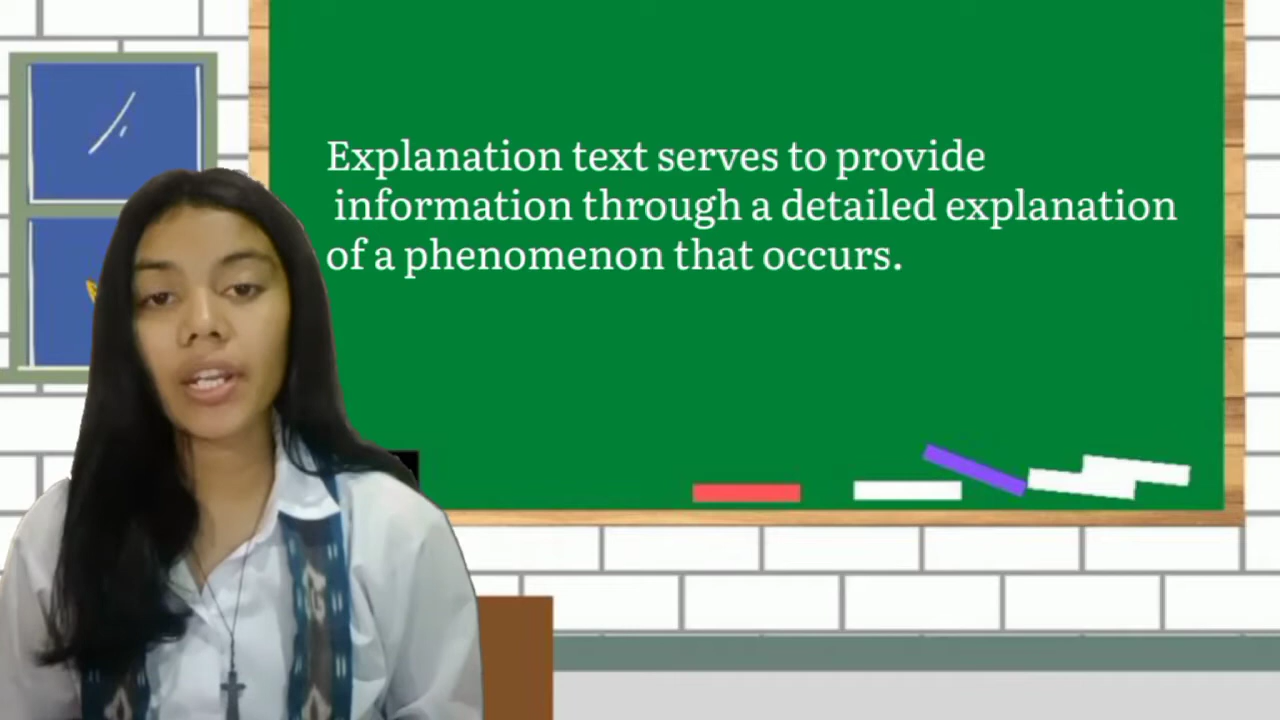 Explanation text serves to provide
information through a detailed explanation
of a phenomenon that occurs.